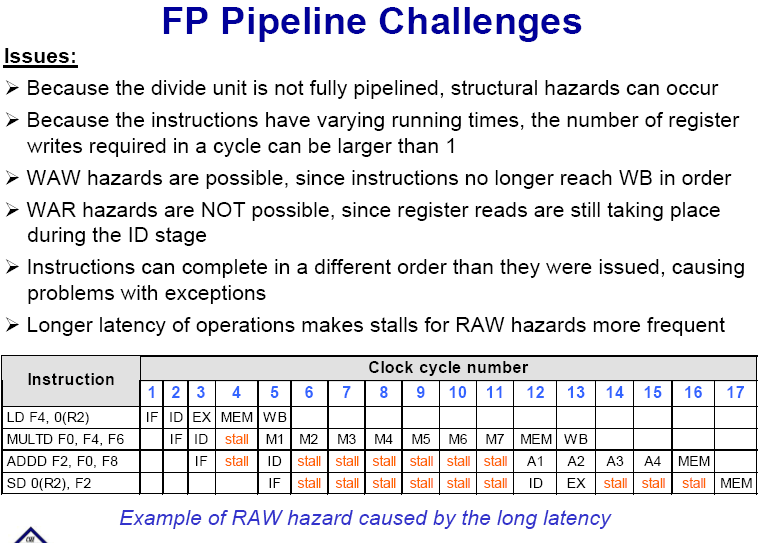 FP Pipeline Challenges
Issues:
➢ Because the divide unit is not fully pipelined, structural hazards can occur
➢ Because the instructions have varying running times, the number of register
writes required in a cycle can be larger than 1
➢ WAW hazards are possible, since instructions no longer reach WB in order
➢ WAR hazards are NOT possible, since register reads are still taking place
during the ID stage
➢ Instructions can complete in a different order than they were issued, causing
problems with exceptions
➢ Longer latency of operations makes stalls for RAW hazards more frequent
Instruction Clock cycle number
1 2 3 4 5 6 7 8 9 10 11 12 13 14 15 16 17
LD F4, 0(R2) IF ID EX MEM WB
MULTD F0, F4, F6 IF ID stall M1 M2 M3 M4 M5 M6 M7 MEM WB
ADDD F2, F0, F8 IF stall ID stall stall stall stall stall stall A1 A2 A3 A4 MEM
SD 0(R2), F2 IF stall stall stall stall stall stall ID EX stall stall stall MEM
Example of RAW hazard caused by the long latency